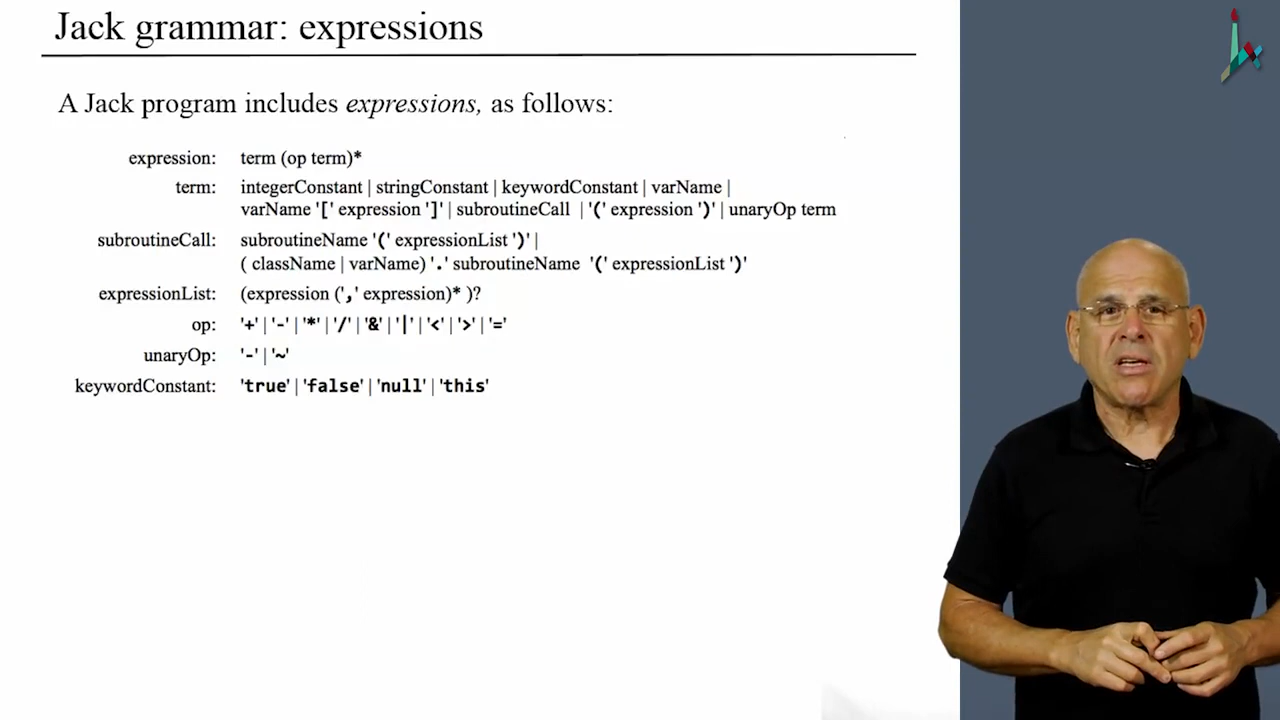 Jack grammar: expressions
A Jack program includes expressions, as follows:
expression: term (op term)*
term: integerConstant | stringConstant | keywordConstant | varName |
varName '[' expression ']' | subroutineCall | '(' expression ')' | unaryOp term
subroutineCall: subroutineName '(' expressionList ')' |
( className | varName) '.' subroutineName '(' expressionList ')'
expressionList: (expression (',' expression)* )?
op: '+' | '-' | '*' | '/' | '&' | '|' | '<' | '>' | '='
unaryOp: '-' | '~'
keywordConstant: 'true' | 'false' | 'null' | 'this'